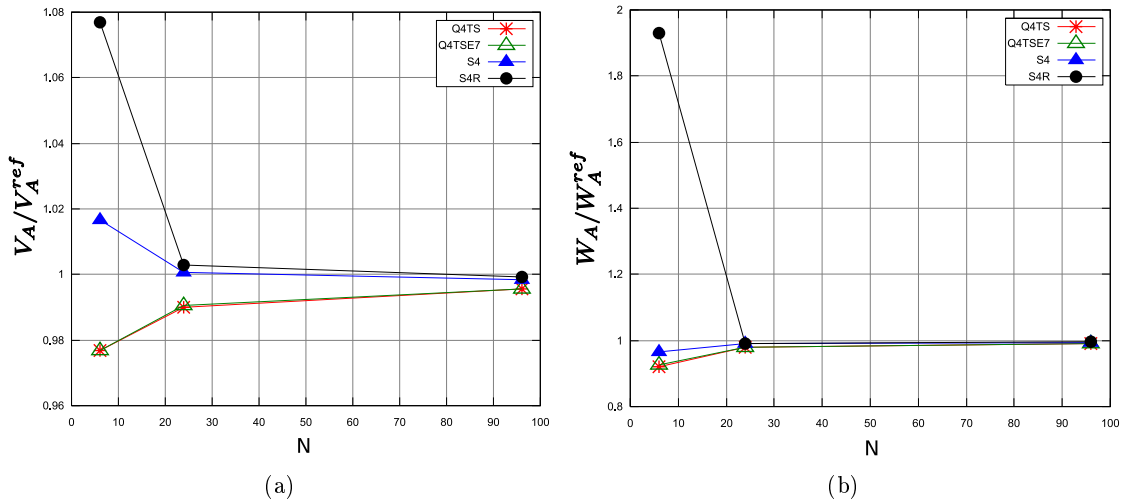 1.08
1.06
1.04
1.02
1
0.98
0.96
V_A/V_A^{ref}
0 10 20 30 40 50 60 70 80 90 100
N
Q4TS
Q4TSE7
S4
S4R
(a)
2
1.8
1.6
1.4
1.2
1
0.8
W_A/W_A^{ref}
0 10 20 30 40 50 60 70 80 90 100
N
Q4TS
Q4TSE7
S4
S4R
(b)